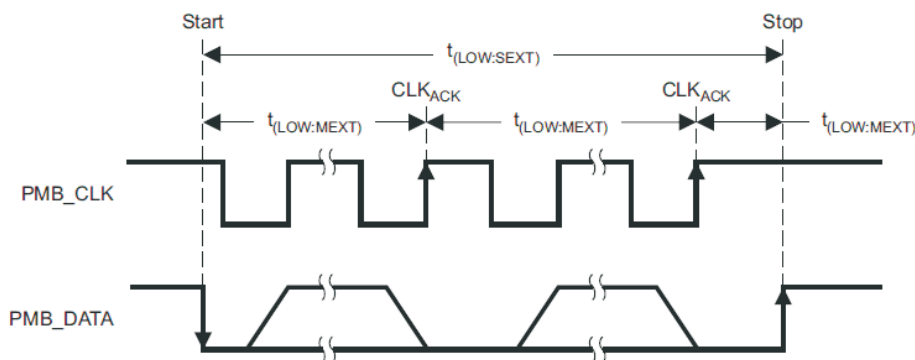 Start Stop
t(LOW:SEXT)
CLKACK CLKACK
t(LOW:MEXT) t(LOW:MEXT) t(LOW:MEXT)
PMB_CLK
PMB_DATA